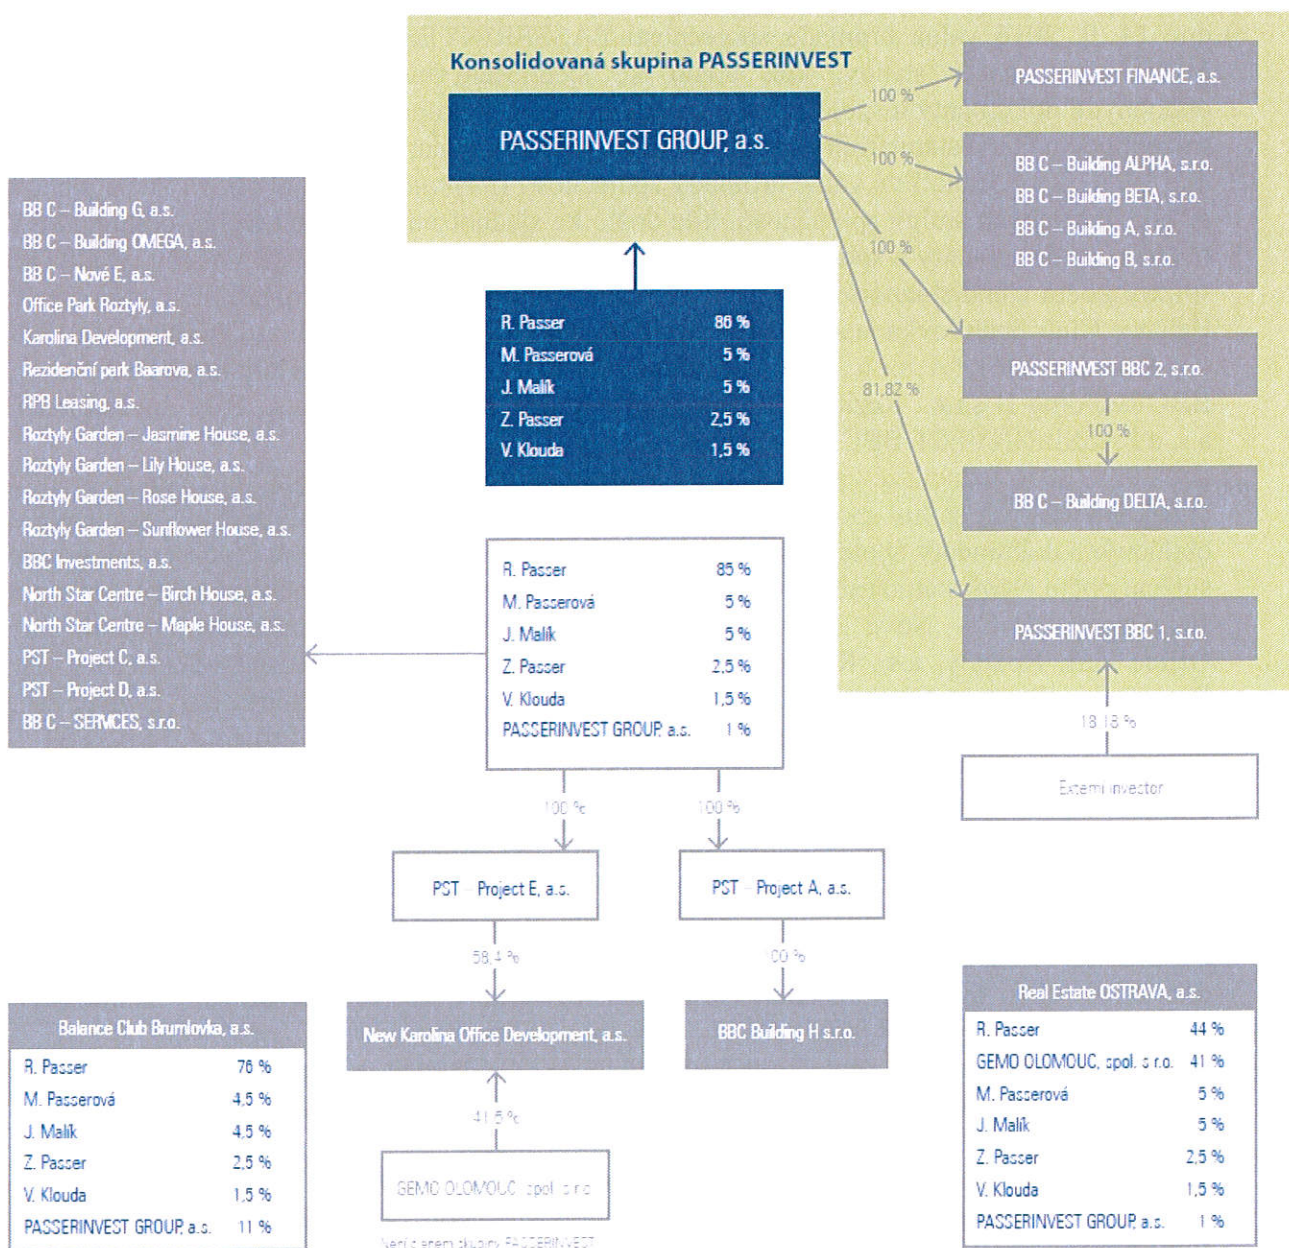 Konsolidovaná skupina PASSERINVEST
PASSERINVEST GROUP, a.s.
100 %
PASSERINVEST FINANCE, a.s.
100 %
BB C – Building ALPHA, s.r.o.
BB C – Building BETA, s.r.o.
BB C – Building A, s.r.o.
BB C – Building B, s.r.o.
100 %
PASSERINVEST BBC 2, s.r.o.
100 %
BB C – Building DELTA, s.r.o.
81,82 %
PASSERINVEST BBC 1, s.r.o.
18,18 %
Externí investor
R. Passer 86 %
M. Passerová 5 %
J. Malík 5 %
Z. Passer 2,5 %
V. Klouda 1,5 %
BB C – Building G, a.s.
BB C – Building OMEGA, a.s.
BB C – Nové E, a.s.
Office Park Roztyly, a.s.
Karolina Development, a.s.
Rezidenční park Baarova, a.s.
RPB Leasing, a.s.
Roztyly Garden – Jasmine House, a.s.
Roztyly Garden – Lily House, a.s.
Roztyly Garden – Rose House, a.s.
Roztyly Garden – Sunflower House, a.s.
BBC Investments, a.s.
North Star Centre – Birch House, a.s.
North Star Centre – Maple House, a.s.
PST – Project C, a.s.
PST – Project D, a.s.
BB C – SERVICES, s.r.o.
R. Passer 85 %
M. Passerová 5 %
J. Malík 5 %
Z. Passer 2,5 %
V. Klouda 1,5 %
PASSERINVEST GROUP, a.s. 1 %
100 %
100 %
PST – Project E, a.s.
PST – Project A, a.s.
58,4 %
100 %
New Karolina Office Development, a.s.
BBC Building H s.r.o.
41,6 %
GEMO OLOMOUC, spol. s r.o.
Není členem skupiny PASSERINVEST
Balance Club Brumlovka, a.s.
R. Passer 76 %
M. Passerová 4,5 %
J. Malík 4,5 %
Z. Passer 2,5 %
V. Klouda 1,5 %
PASSERINVEST GROUP, a.s. 11 %
Real Estate OSTRAVA, a.s.
R. Passer 44 %
GEMO OLOMOUC, spol. s r.o. 41 %
M. Passerová 5 %
J. Malík 5 %
Z. Passer 2,5 %
V. Klouda 1,5 %
PASSERINVEST GROUP, a.s. 1 %